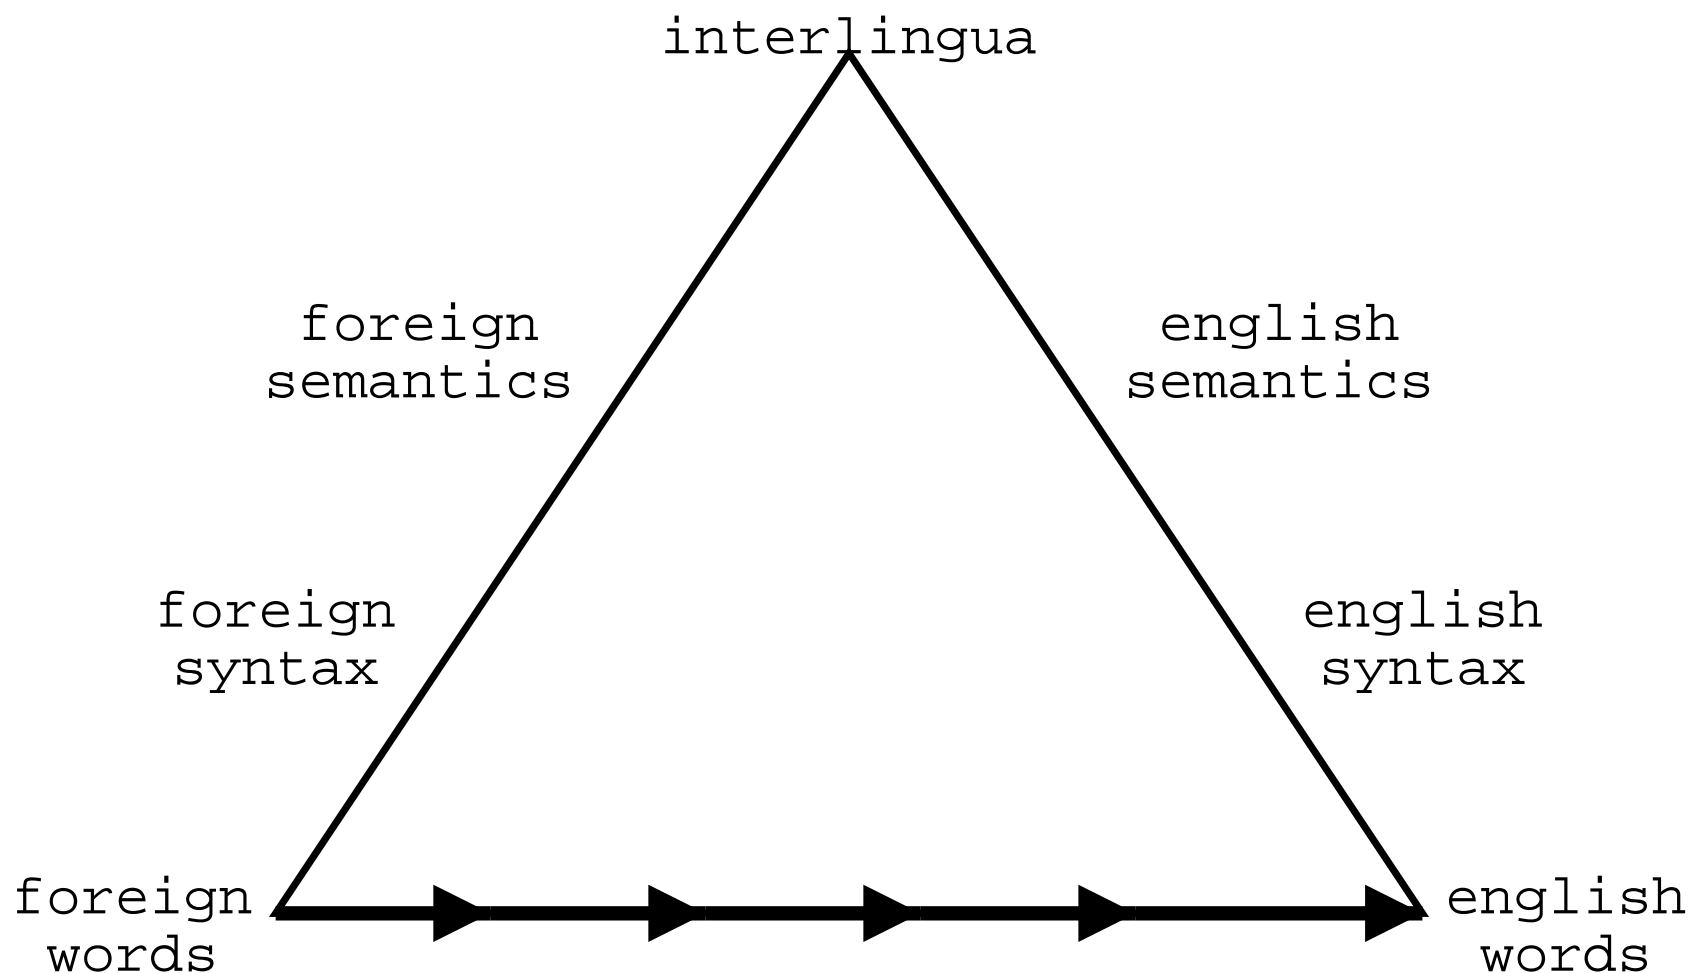 interlingua
foreign
semantics
english
semantics
foreign
syntax
english
syntax
foreign
words
english
words